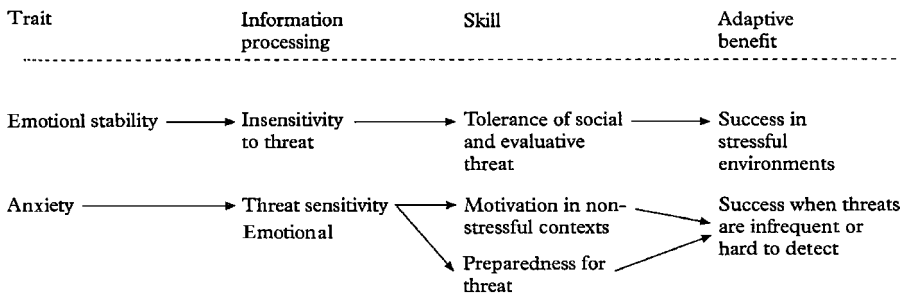 Trait Information processing Skill Adaptive benefit
Emotionl stability Insensitivity to threat Tolerance of social and evaluative threat Success in stressful environments
Anxiety Threat sensitivity Emotional Motivation in non-stressful contexts Success when threats are infrequent or hard to detect
Preparedness for threat